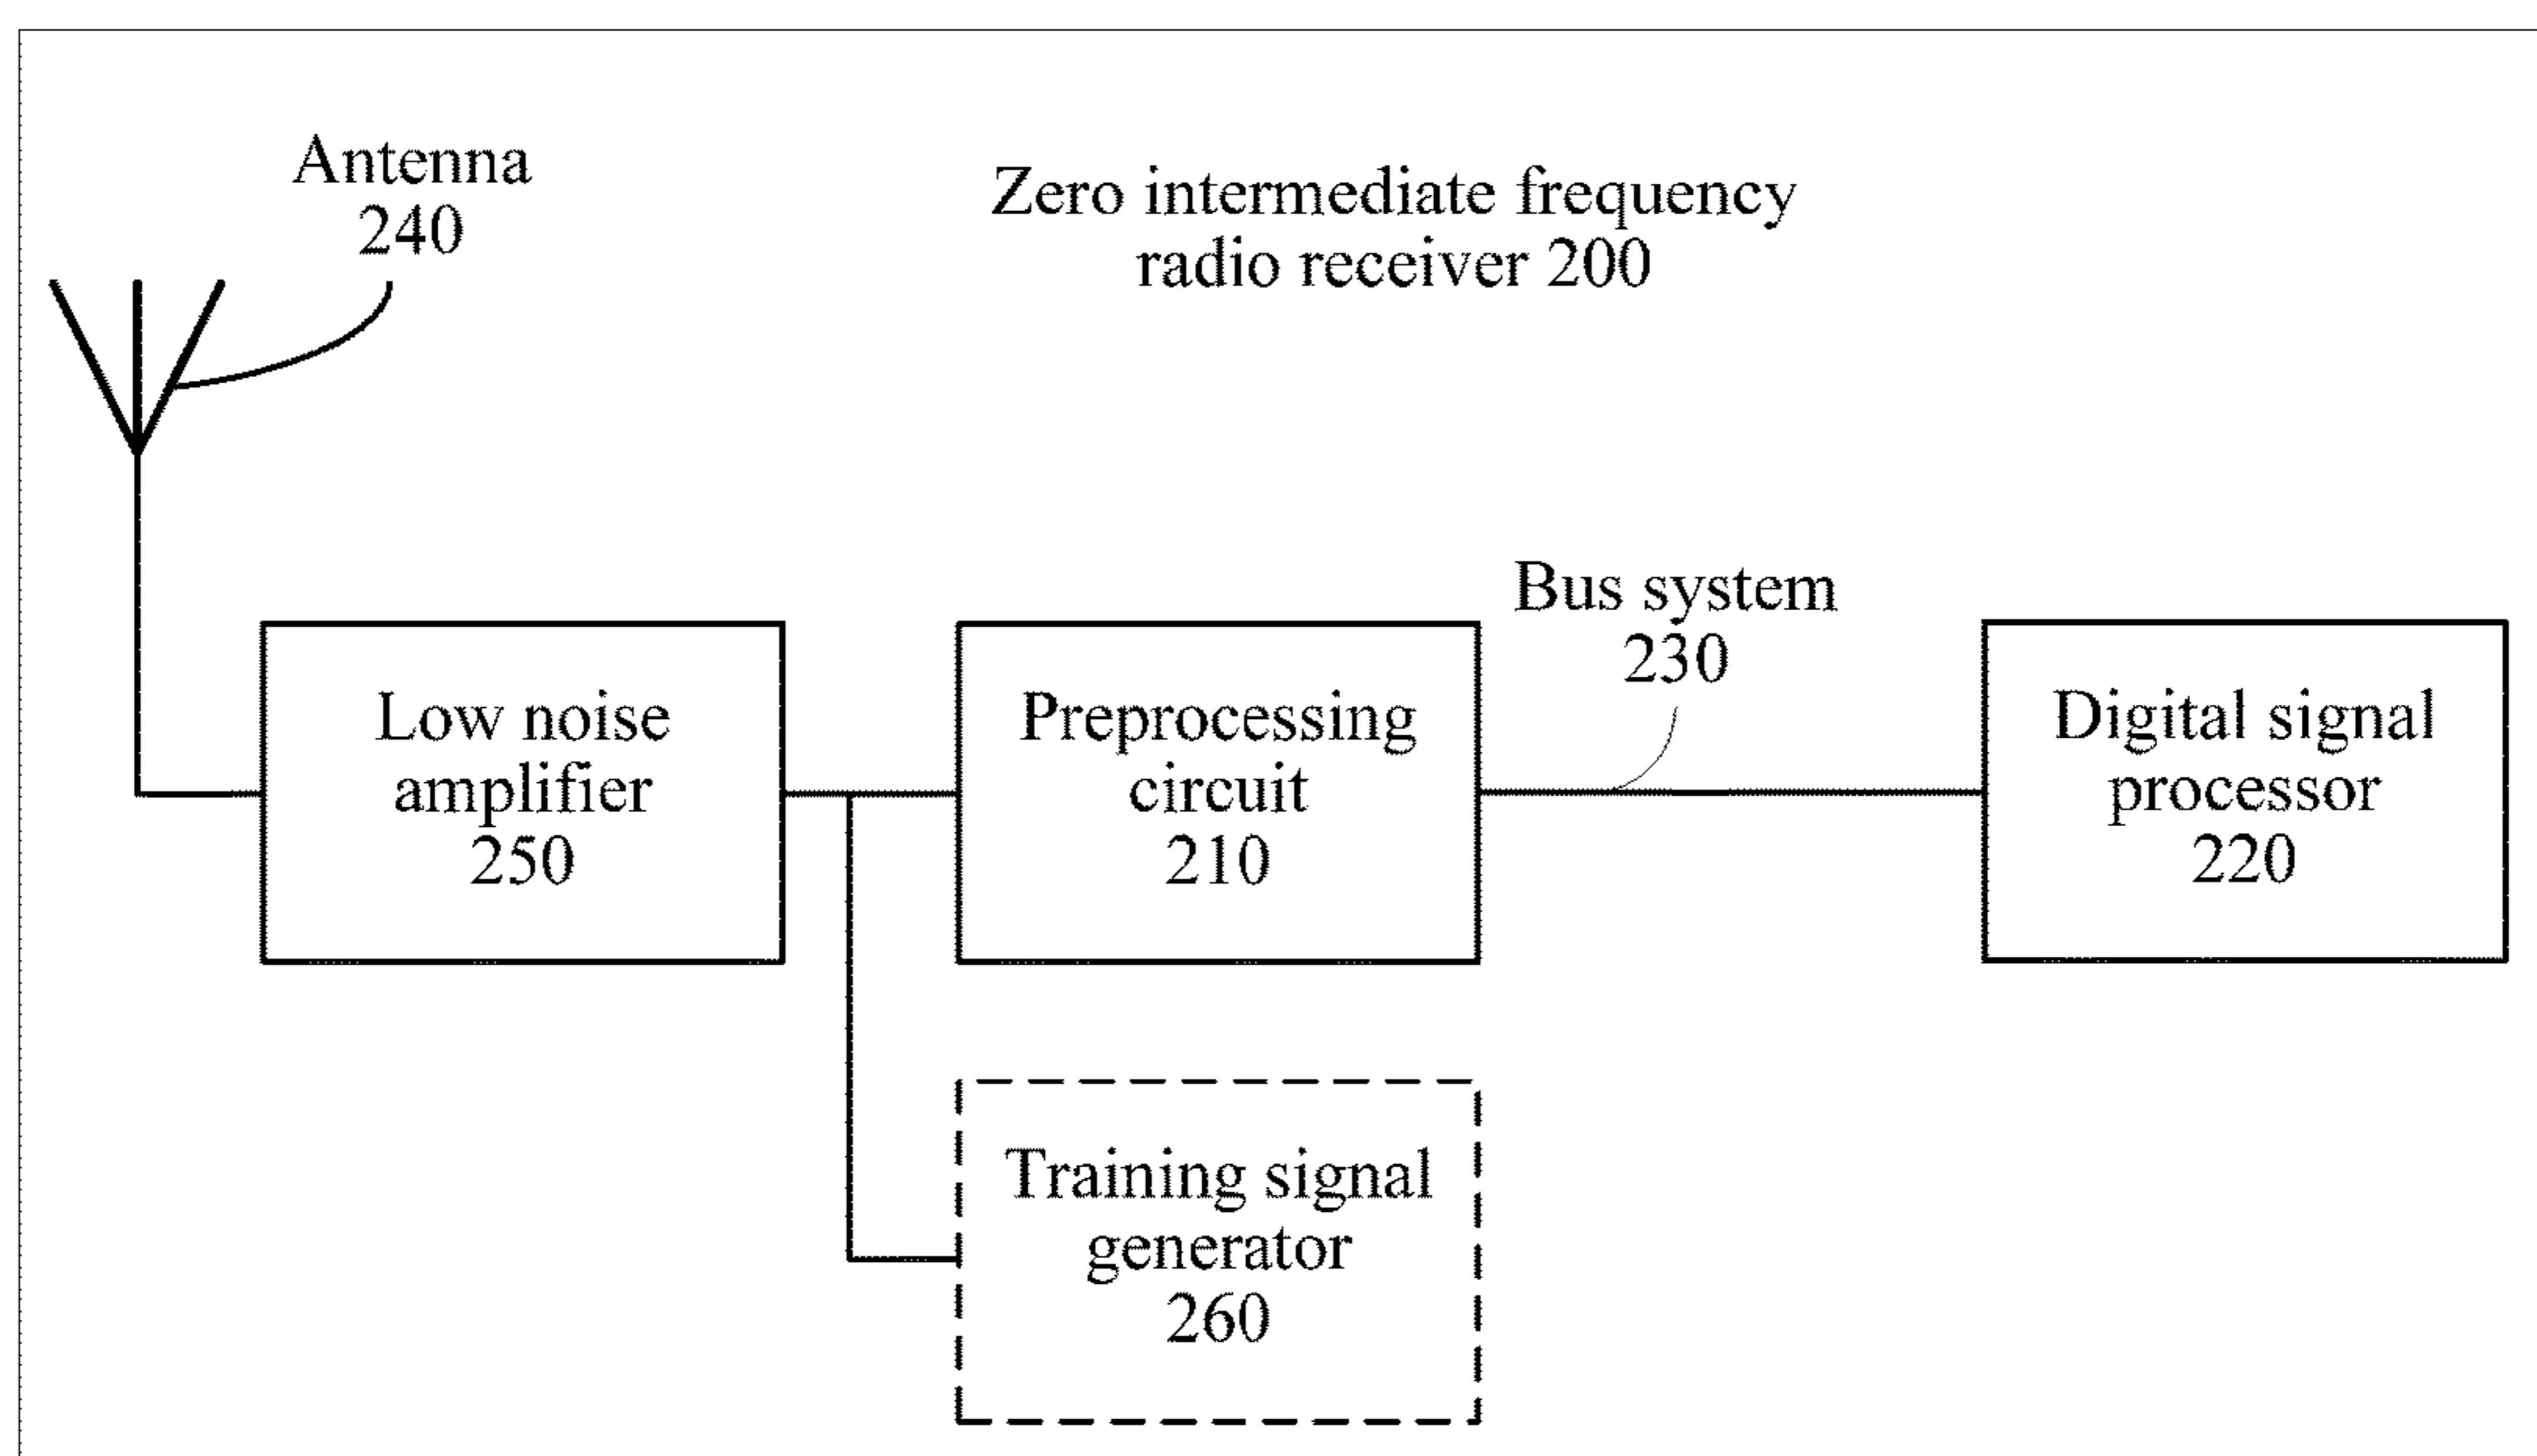 Antenna
240
Zero intermediate frequency
radio receiver 200
Bus system
230
Low noise
amplifier
250
Preprocessing
circuit
210
Digital signal
processor
220
Training signal
generator
260